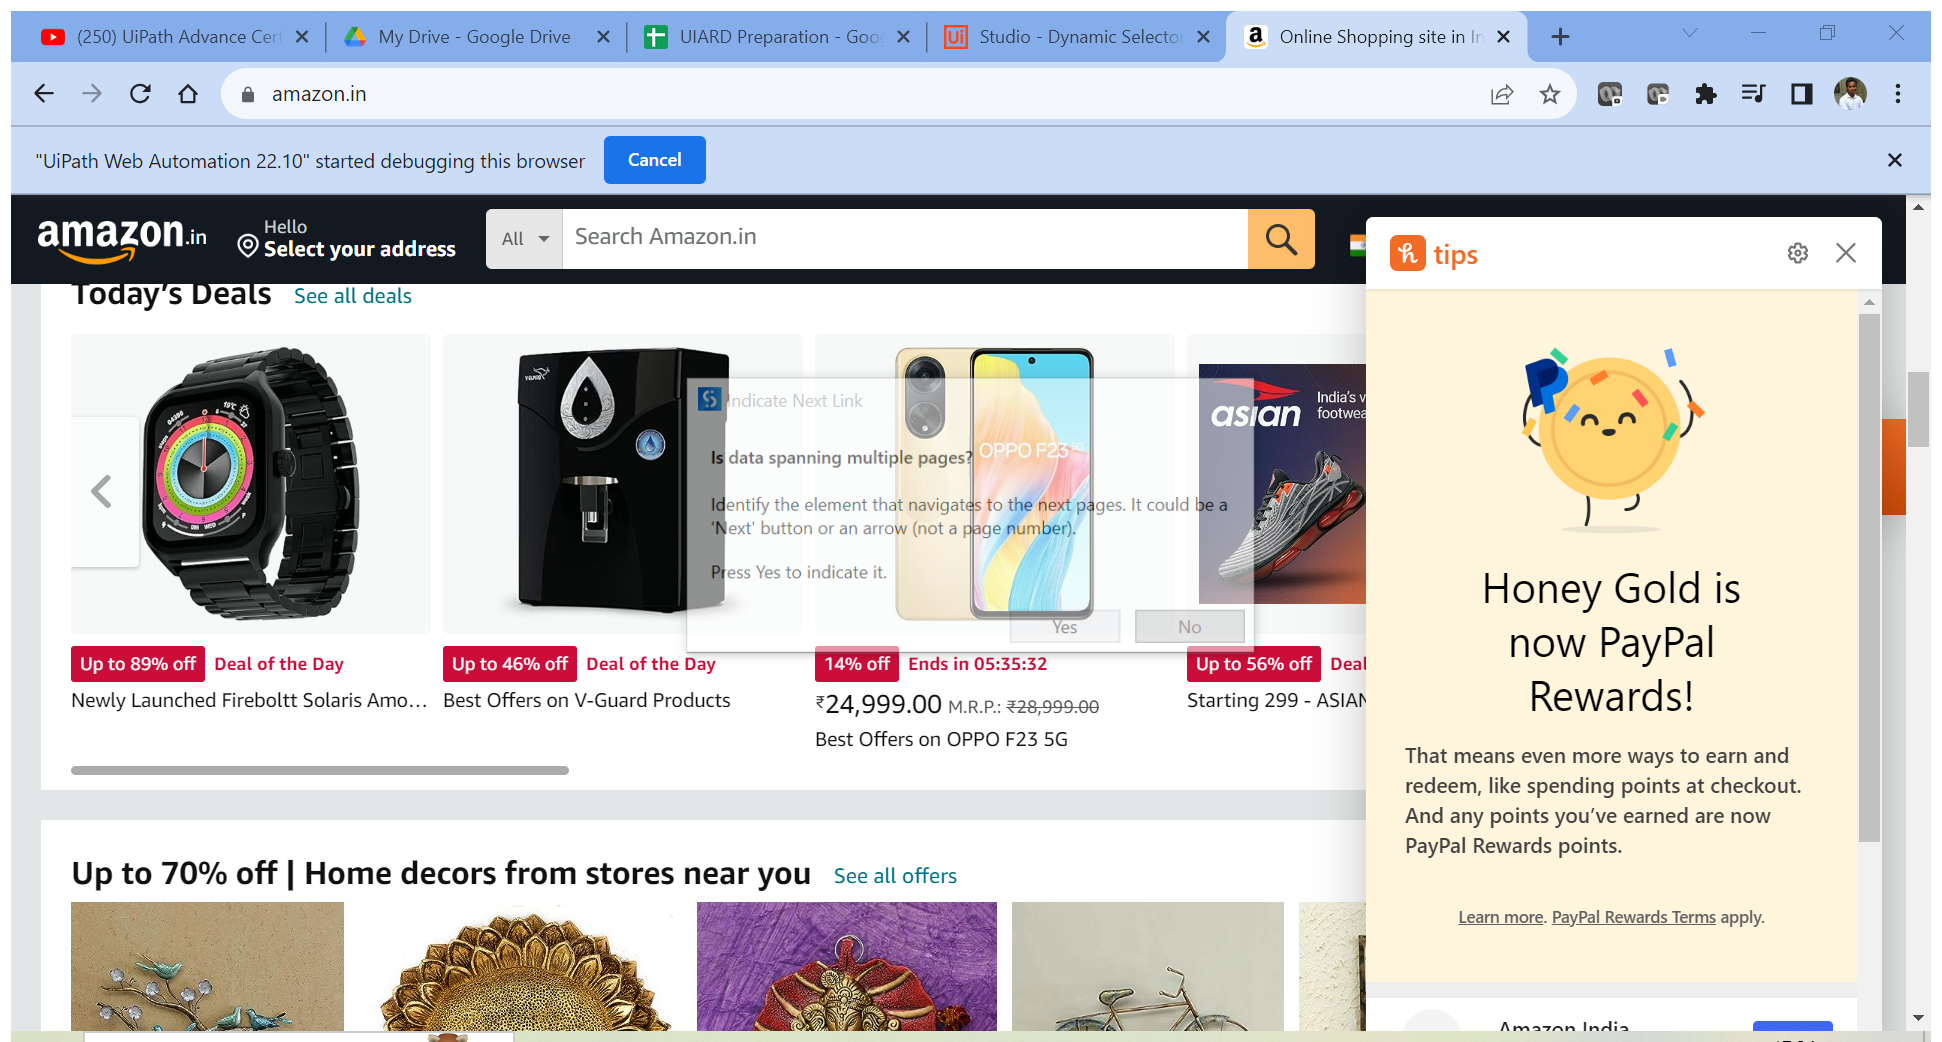 (250) UiPath Advance Cer
My Drive - Google Drive
UIARD Preparation - Goog
Ui
Studio - Dynamic Selector
Online Shopping site in In
amazon.in
"UiPath Web Automation 22.10" started debugging this browser
Cancel
amazon.in
Hello
Select your address
All
Search Amazon.in
tips
Today's Deals See all deals
V-GUARD
OPPO F23 5G
asian
India's
footwea
Indicate Next Link
Is data spanning multiple pages?
Identify the element that navigates to the next pages. It could be a
'Next' button or an arrow (not a page number).
Press Yes to indicate it.
Yes
No
Up to 89% off Deal of the Day
Newly Launched Fireboltt Solaris Amo...
Up to 46% off Deal of the Day
Best Offers on V-Guard Products
14% off Ends in 05:35:32
₹24,999.00 M.R.P.: ₹28,999.00
Best Offers on OPPO F23 5G
Up to 56% off Deal
Starting 299 - ASIAN
Honey Gold is
now PayPal
Rewards!
That means even more ways to earn and
redeem, like spending points at checkout.
And any points you've earned are now
PayPal Rewards points.
Learn more. PayPal Rewards Terms apply.
Amazon India
Up to 70% off | Home decors from stores near you See all offers